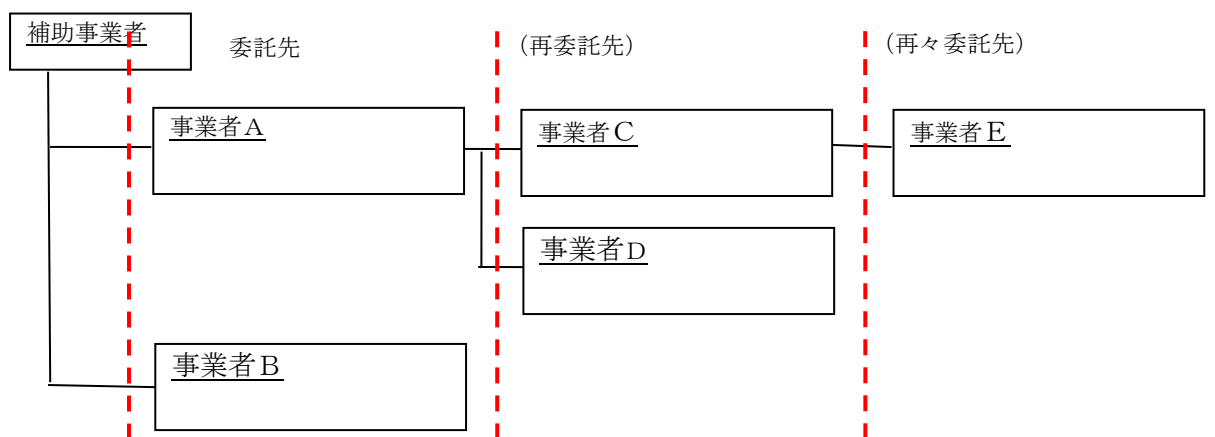 補助事業者
委託先
（再委託先）
（再々委託先）
事業者A
事業者C
事業者E
事業者D
事業者B